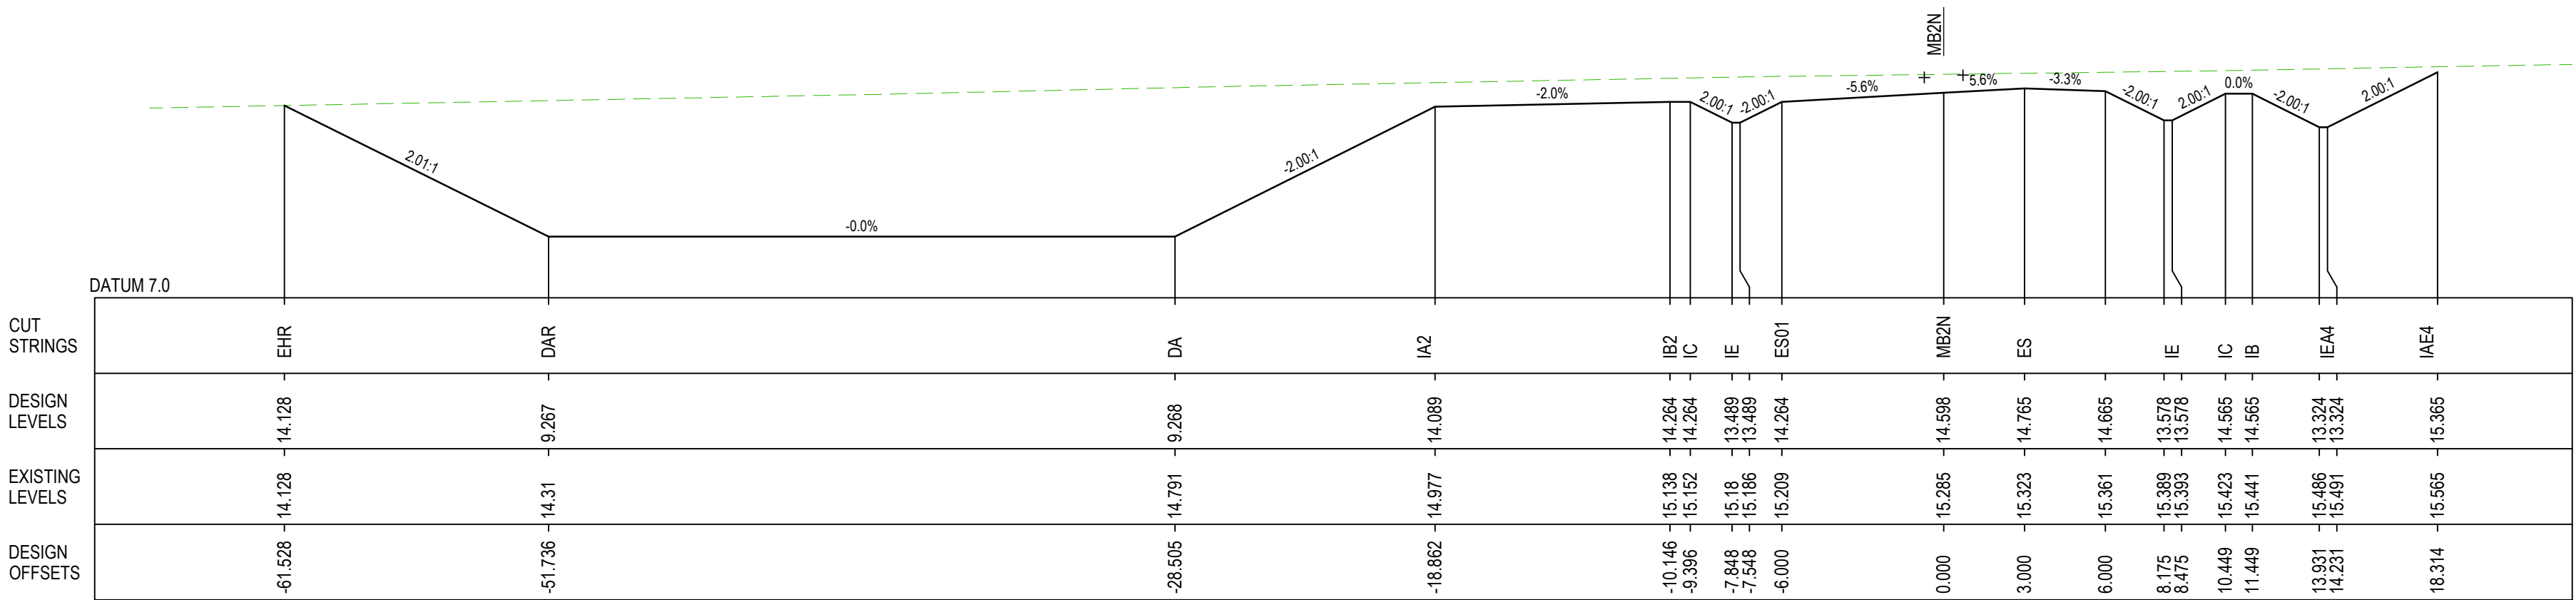 MB2N
2.01:1
-0.0%
-2.00:1
-2.0%
2.00:1
-2.00:1
-5.6%
5.6%
-3.3%
-2.00:1
2.00:1
0.0%
-2.00:1
2.00:1
DATUM 7.0
CUT
STRINGS
EHR
DAR
DA
IA2
IB2
IC
IE
ES01
MB2N
ES
IE
IC
IB
IEA4
IAE4
DESIGN
LEVELS
14.128
9.267
9.268
14.089
14.264
14.264
13.489
13.489
14.264
14.598
14.765
14.665
13.578
13.578
14.565
14.565
13.324
13.324
15.365
EXISTING
LEVELS
14.128
14.31
14.791
14.977
15.138
15.152
15.18
15.186
15.209
15.285
15.323
15.361
15.389
15.393
15.423
15.441
15.486
15.491
15.565
DESIGN
OFFSETS
-61.528
-51.736
-28.505
-18.862
-10.146
-9.396
-7.848
-7.548
-6.000
0.000
3.000
6.000
8.175
8.475
10.449
11.449
13.931
14.231
18.314